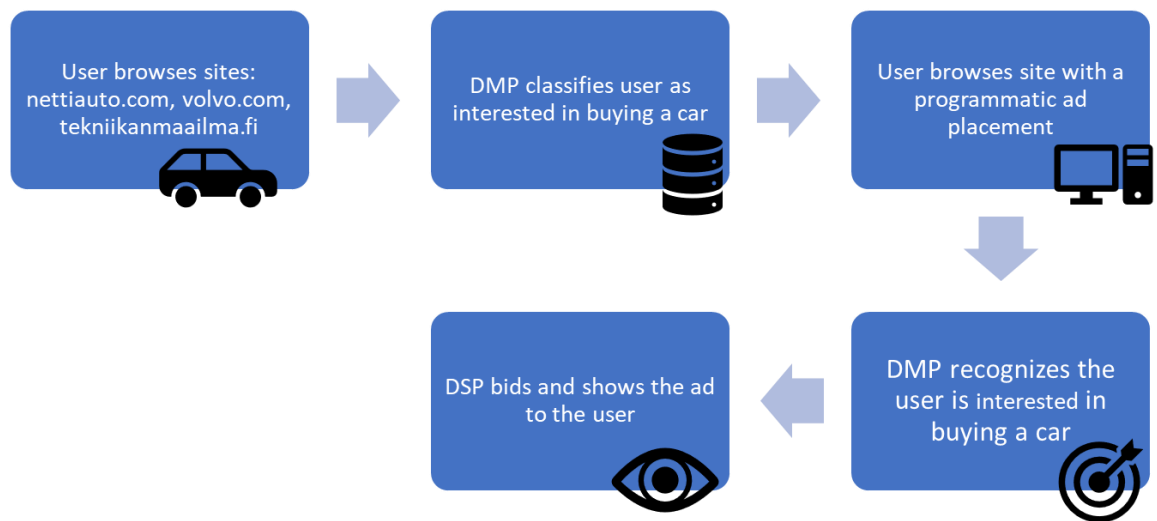 User browses sites:
nettiauto.com, volvo.com,
tekniikanmaailma.fi
DMP classifies user as
interested in buying a car
User browses site with a
programmatic ad
placement
DMP recognizes the
user is interested in
buying a car
DSP bids and shows the ad
to the user